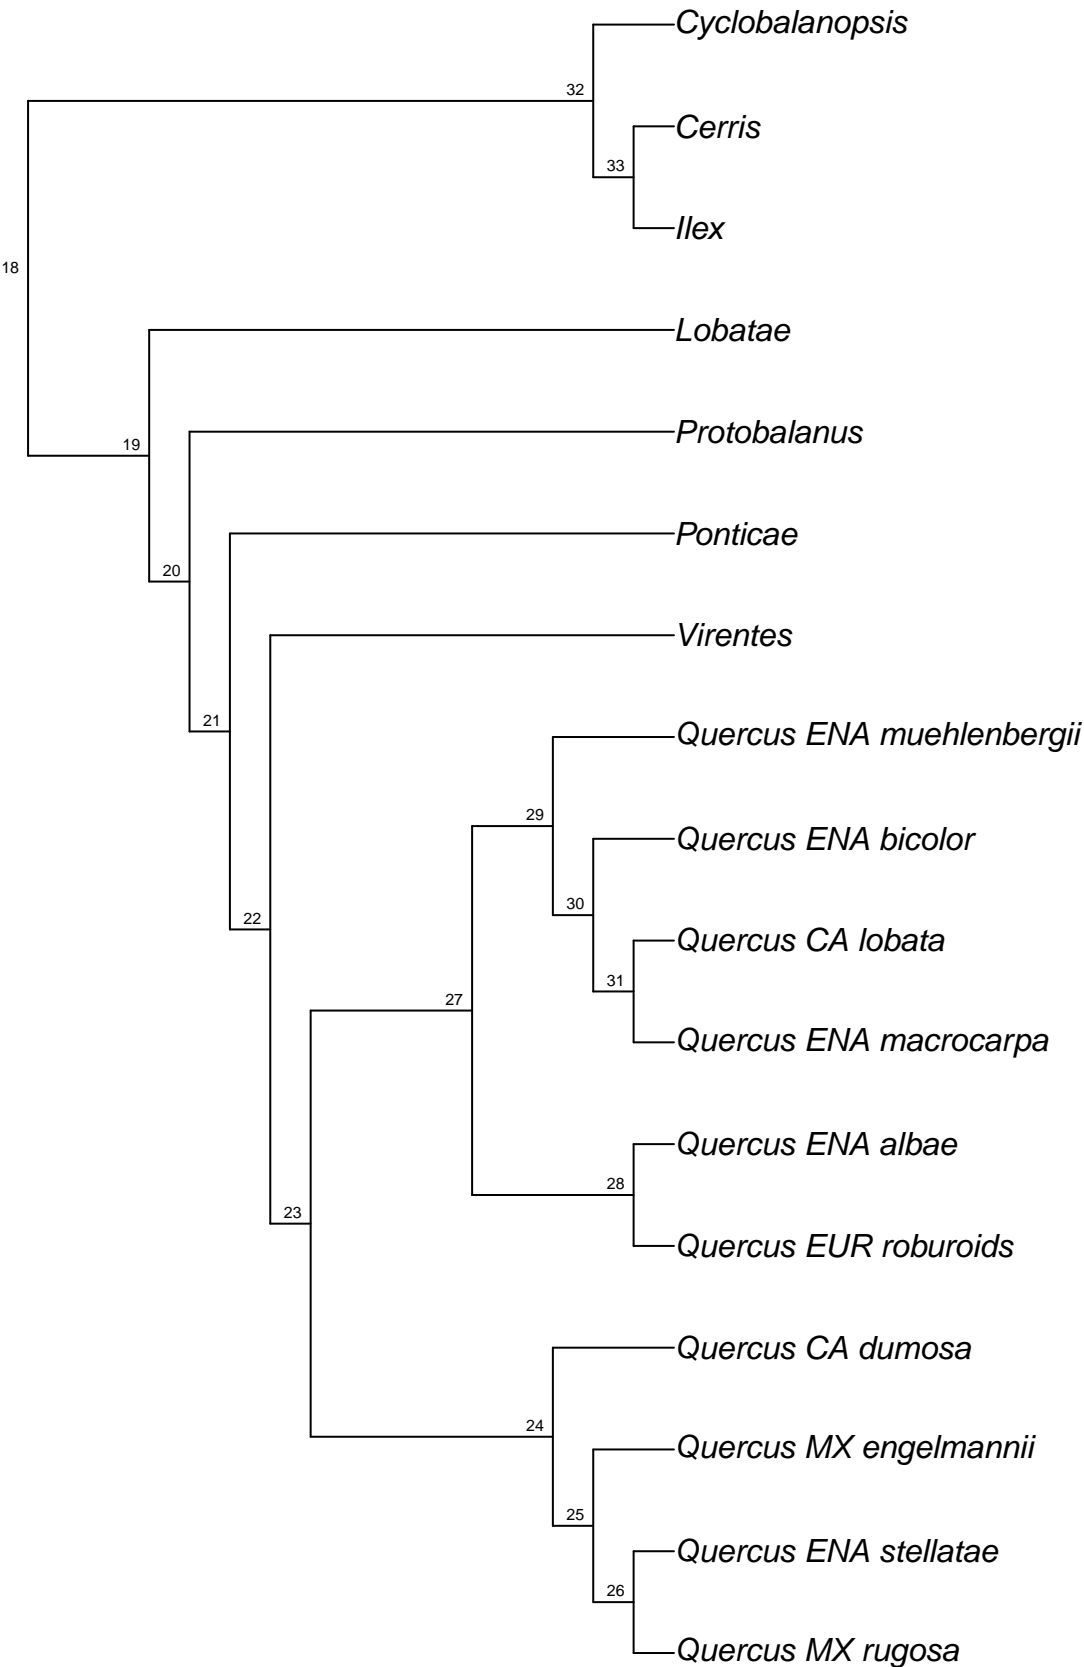 Cyclobalanopsis
32
Cerris
33
Ilex
18
Lobatae
Protobalanus
19
Ponticae
20
Virentes
21
Quercus ENA muehlenbergii
29
Quercus ENA bicolor
30
22
Quercus CA lobata
31
27
Quercus ENA macrocarpa
Quercus ENA albae
28
23
Quercus EUR roburoids
Quercus CA dumosa
24
Quercus MX engelmannii
25
Quercus ENA stellatae
26
Quercus MX rugosa